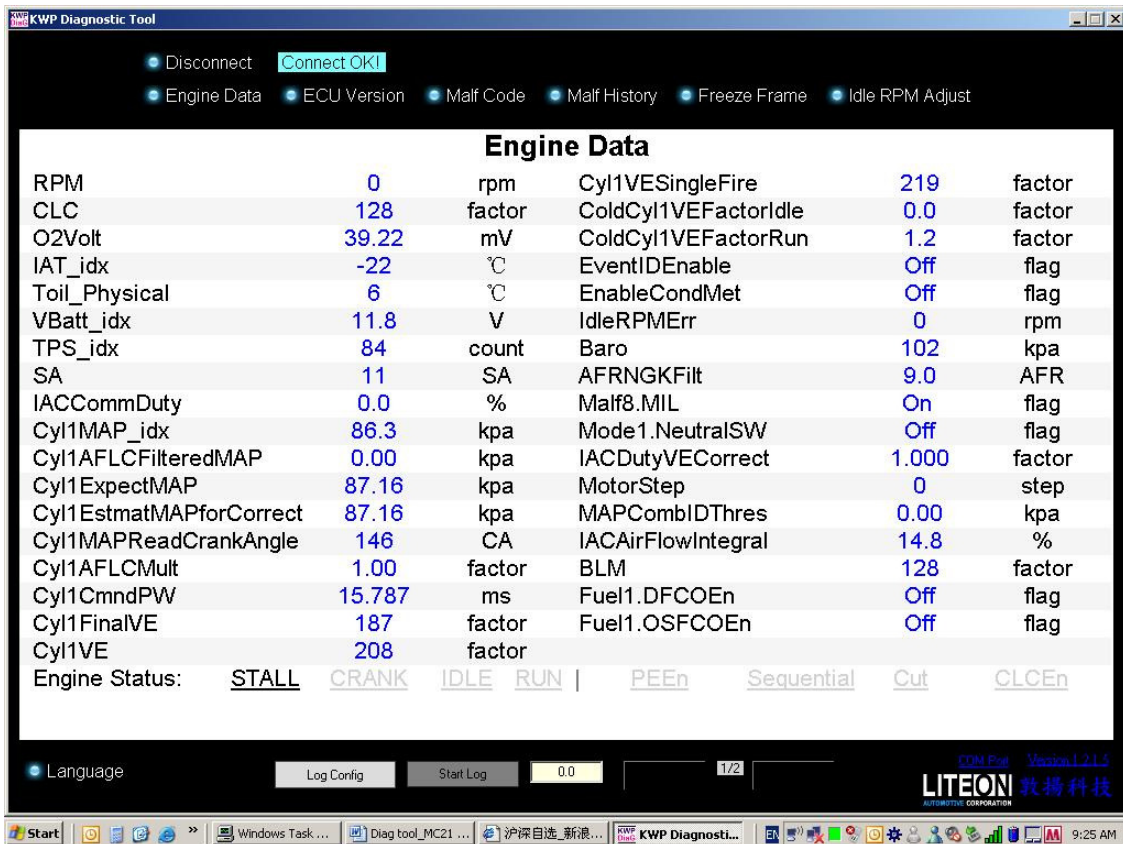 KWP Diagnostic Tool
Disconnect Connect OK!
Engine Data ECU Version Malf Code Malf History Freeze Frame Idle RPM Adjust
Engine Data
RPM 0 rpm Cyl1VESingleFire 219 factor
CLC 128 factor ColdCyl1VEFactorIdle 0.0 factor
O2Volt 39.22 mV ColdCyl1VEFactorRun 1.2 factor
IAT_idx -22 ℃ EventIDEnable Off flag
Toil_Physical 6 ℃ EnableCondMet Off flag
VBatt_idx 11.8 V IdleRPMErr 0 rpm
TPS_idx 84 count Baro 102 kpa
SA 11 SA AFRNGKFilt 9.0 AFR
IACCommDuty 0.0 % Malf8.MIL On flag
Cyl1MAP_idx 86.3 kpa Mode1.NeutralSW Off flag
Cyl1AFLCFilteredMAP 0.00 kpa IACDutyVECorrect 1.000 factor
Cyl1ExpectMAP 87.16 kpa MotorStep 0 step
Cyl1EstmatMAPforCorrect 87.16 kpa MAPCombIDThres 0.00 kpa
Cyl1MAPReadCrankAngle 146 CA IACAirFlowIntegral 14.8 %
Cyl1AFLCMult 1.00 factor BLM 128 factor
Cyl1CmndPW 15.787 ms Fuel1.DFCOEn Off flag
Cyl1FinalVE 187 factor Fuel1.OSFCOEn Off flag
Cyl1VE 208 factor
Engine Status: STALL CRANK IDLE RUN | PEEn Sequential Cut CLCEn
Language Log Config Start Log 0.0 1/2
COM Port Version 1.2.1.5
LITEON 敦揚科技
AUTOMOTIVE CORPORATION
Start Windows Task ... Diag tool_MC21 ... 沪深自选_新浪... KWP Diagnosti... EN 9:25 AM